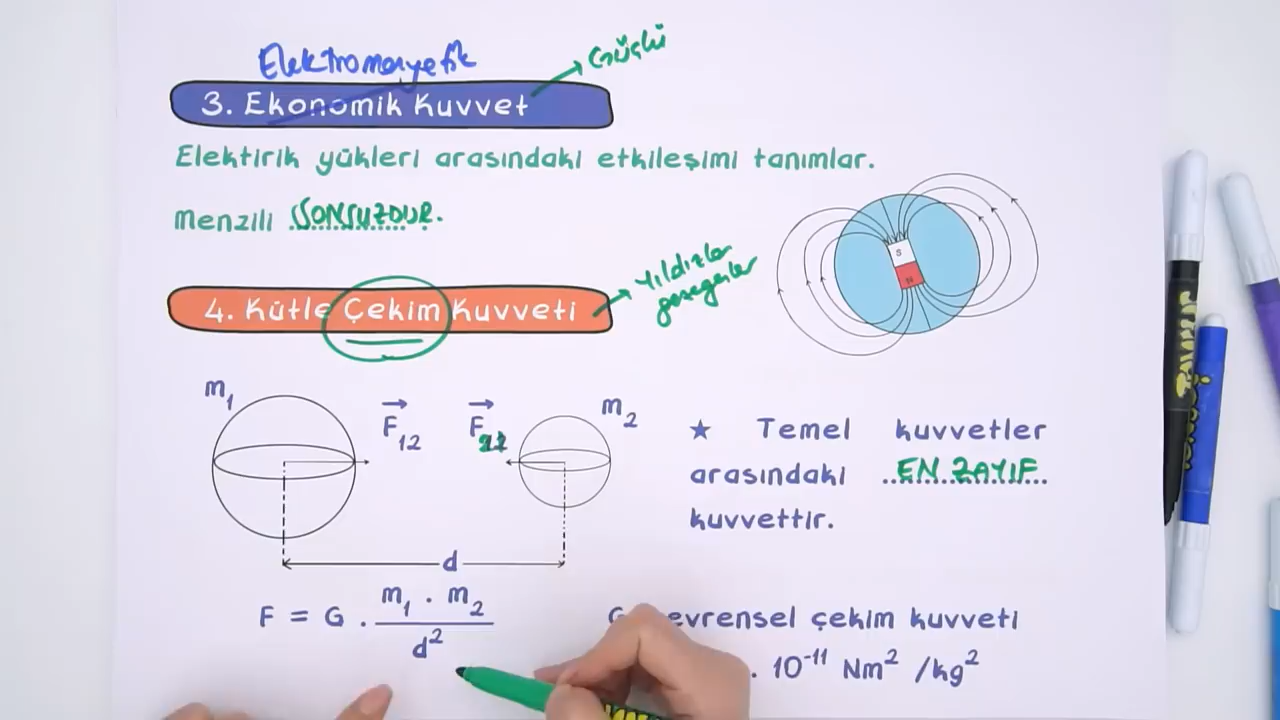 Elektromanyetik
Güçlü
3. Ekonomik Kuvvet
Elektirik yükleri arasındaki etkileşimi tanımlar.
Menzili SONSUZDUR.
Yıldızlar
gezegenler
4. Kütle Çekim Kuvveti
S
N
m₁
F₁₂
F₂₁
m₂
★ Temel kuvvetler
arasındaki EN ZAYIF
kuvvettir.
d
F = G . m₁ . m₂ / d²
evrensel çekim kuvveti
. 10⁻¹¹ Nm² /kg²